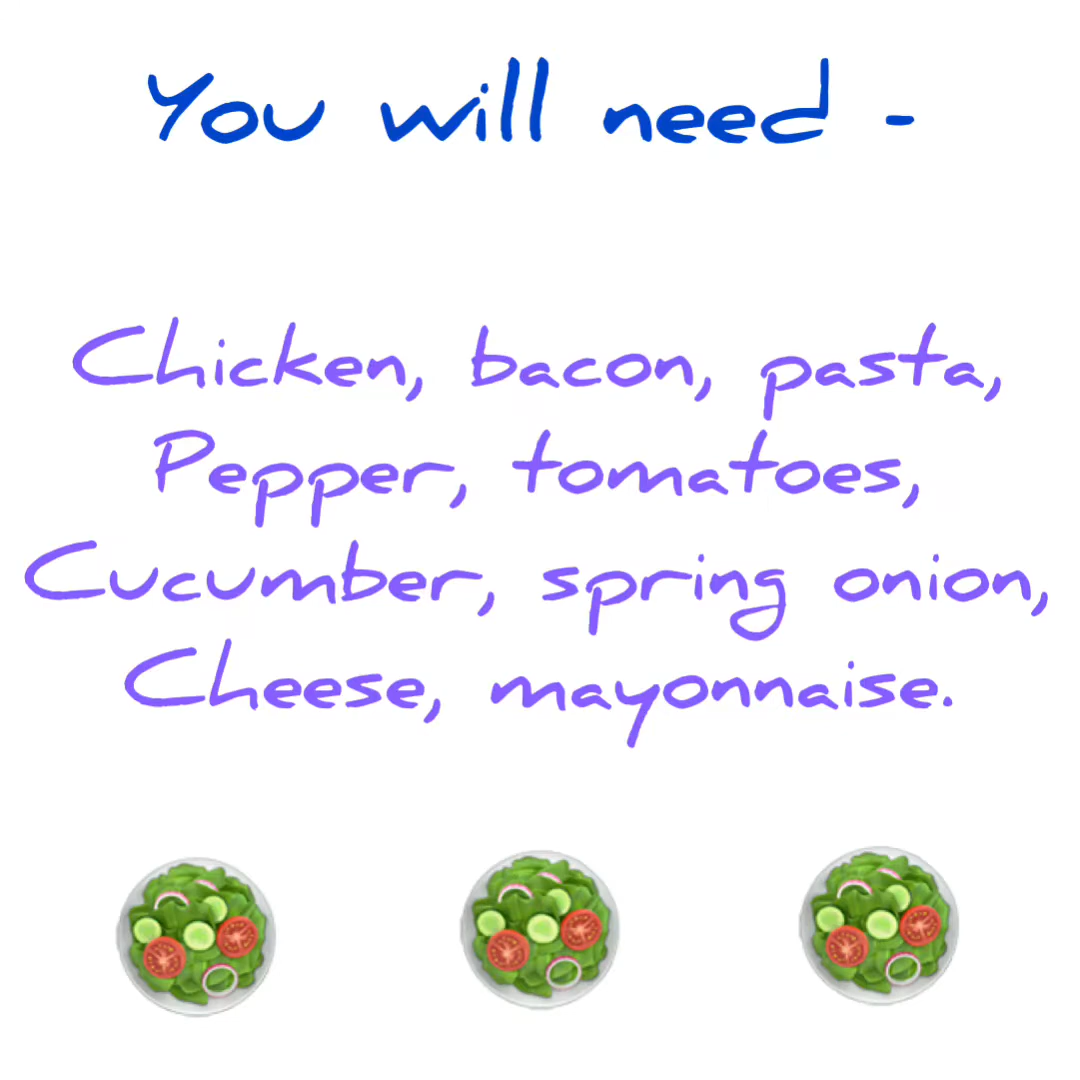 You will need -
Chicken, bacon, pasta,
Pepper, tomatoes,
Cucumber, spring onion,
Cheese, mayonnaise.